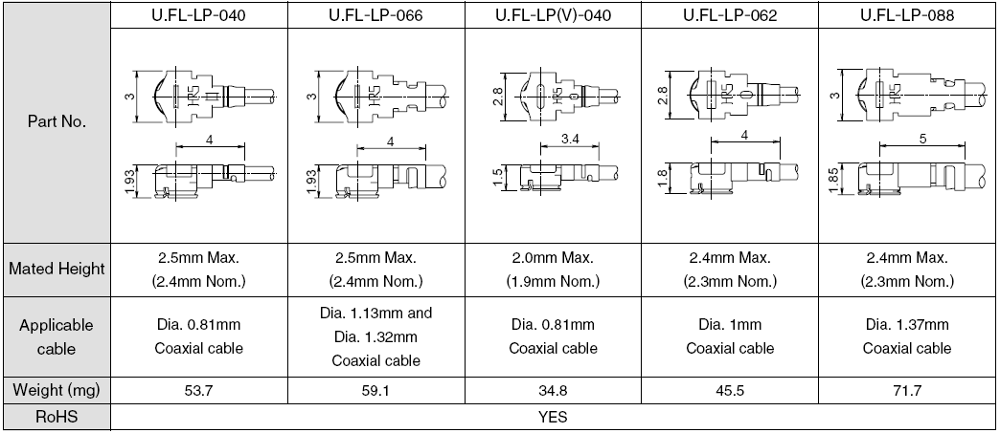 U.FL-LP-040 U.FL-LP-066 U.FL-LP(V)-040 U.FL-LP-062 U.FL-LP-088
Part No.
3 HRS 4 1.93
3 HRS 4 1.93
2.8 HRS 3.4 1.5
2.8 HRS 4 1.8
3 HRS 5 1.85
Mated Height
2.5mm Max. 2.5mm Max. 2.0mm Max. 2.4mm Max. 2.4mm Max.
(2.4mm Nom.) (2.4mm Nom.) (1.9mm Nom.) (2.3mm Nom.) (2.3mm Nom.)
Applicable
cable
Dia. 0.81mm
Coaxial cable
Dia. 1.13mm and
Dia. 1.32mm
Coaxial cable
Dia. 0.81mm
Coaxial cable
Dia. 1mm
Coaxial cable
Dia. 1.37mm
Coaxial cable
Weight (mg) 53.7 59.1 34.8 45.5 71.7
RoHS YES